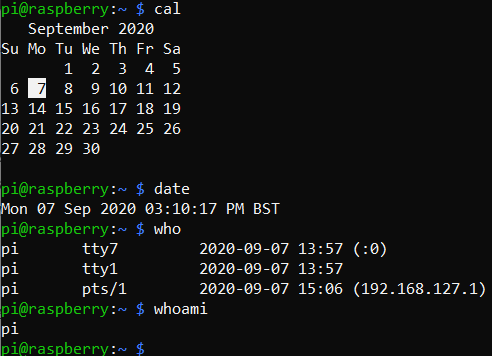 pi@raspberry:~ $ cal
   September 2020
Su Mo Tu We Th Fr Sa
       1  2  3  4  5
 6  7  8  9 10 11 12
13 14 15 16 17 18 19
20 21 22 23 24 25 26
27 28 29 30
pi@raspberry:~ $ date
Mon 07 Sep 2020 03:10:17 PM BST
pi@raspberry:~ $ who
pi       tty7         2020-09-07 13:57 (:0)
pi       tty1         2020-09-07 13:57
pi       pts/1        2020-09-07 15:06 (192.168.127.1)
pi@raspberry:~ $ whoami
pi
pi@raspberry:~ $